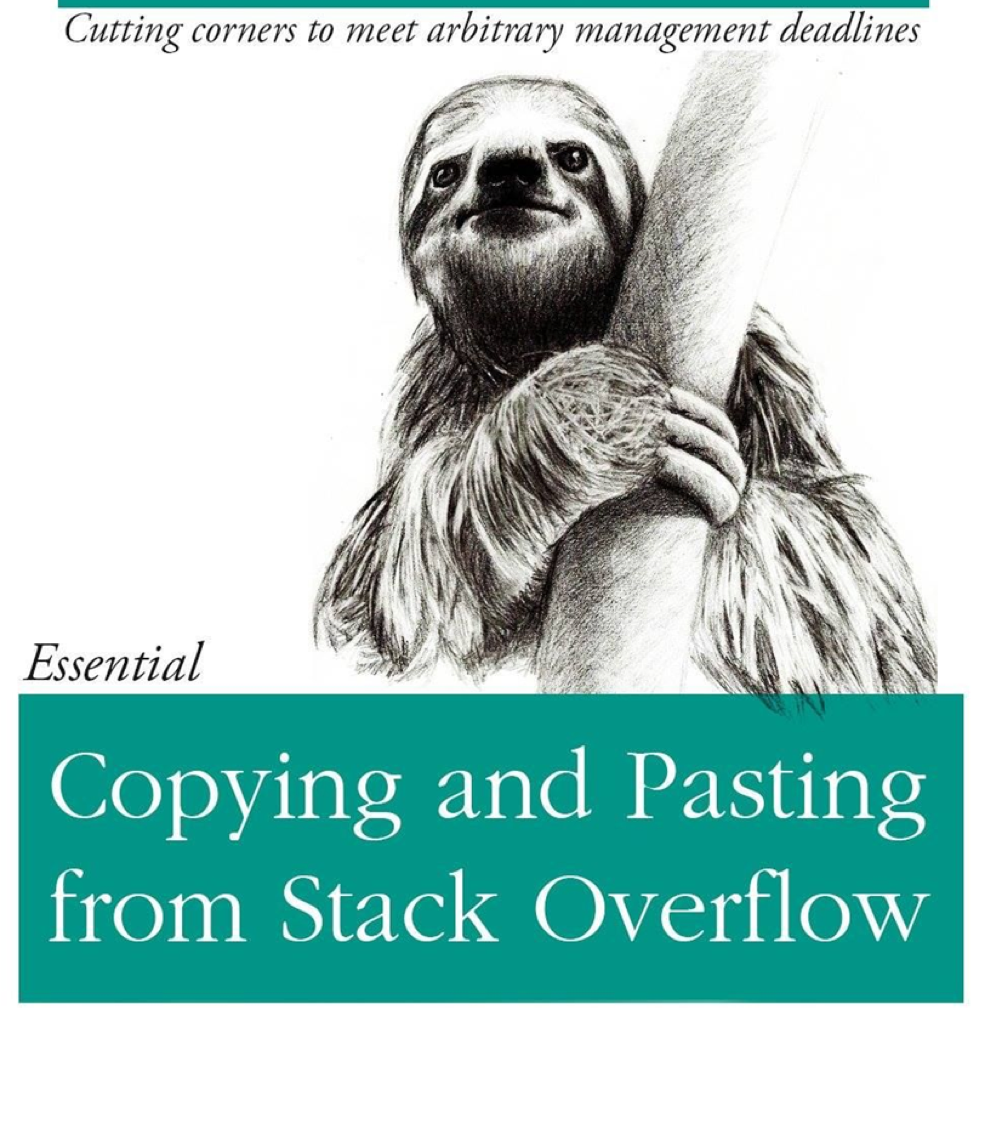 Cutting corners to meet arbitrary management deadlines
Essential
Copying and Pasting
from Stack Overflow